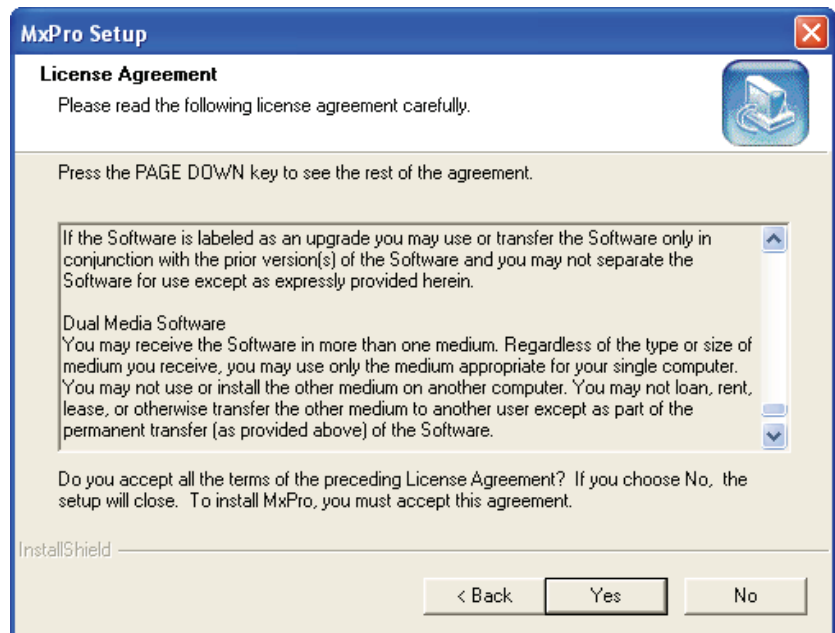 MxPro Setup
License Agreement
Please read the following license agreement carefully.
Press the PAGE DOWN key to see the rest of the agreement.
If the Software is labeled as an upgrade you may use or transfer the Software only in
conjunction with the prior version(s) of the Software and you may not separate the
Software for use except as expressly provided herein.
Dual Media Software
You may receive the Software in more than one medium. Regardless of the type or size of
medium you receive, you may use only the medium appropriate for your single computer.
You may not use or install the other medium on another computer. You may not loan, rent,
lease, or otherwise transfer the other medium to another user except as part of the
permanent transfer (as provided above) of the Software.
Do you accept all the terms of the preceding License Agreement?  If you choose No,  the
setup will close.  To install MxPro, you must accept this agreement.
InstallShield
< Back
Yes
No